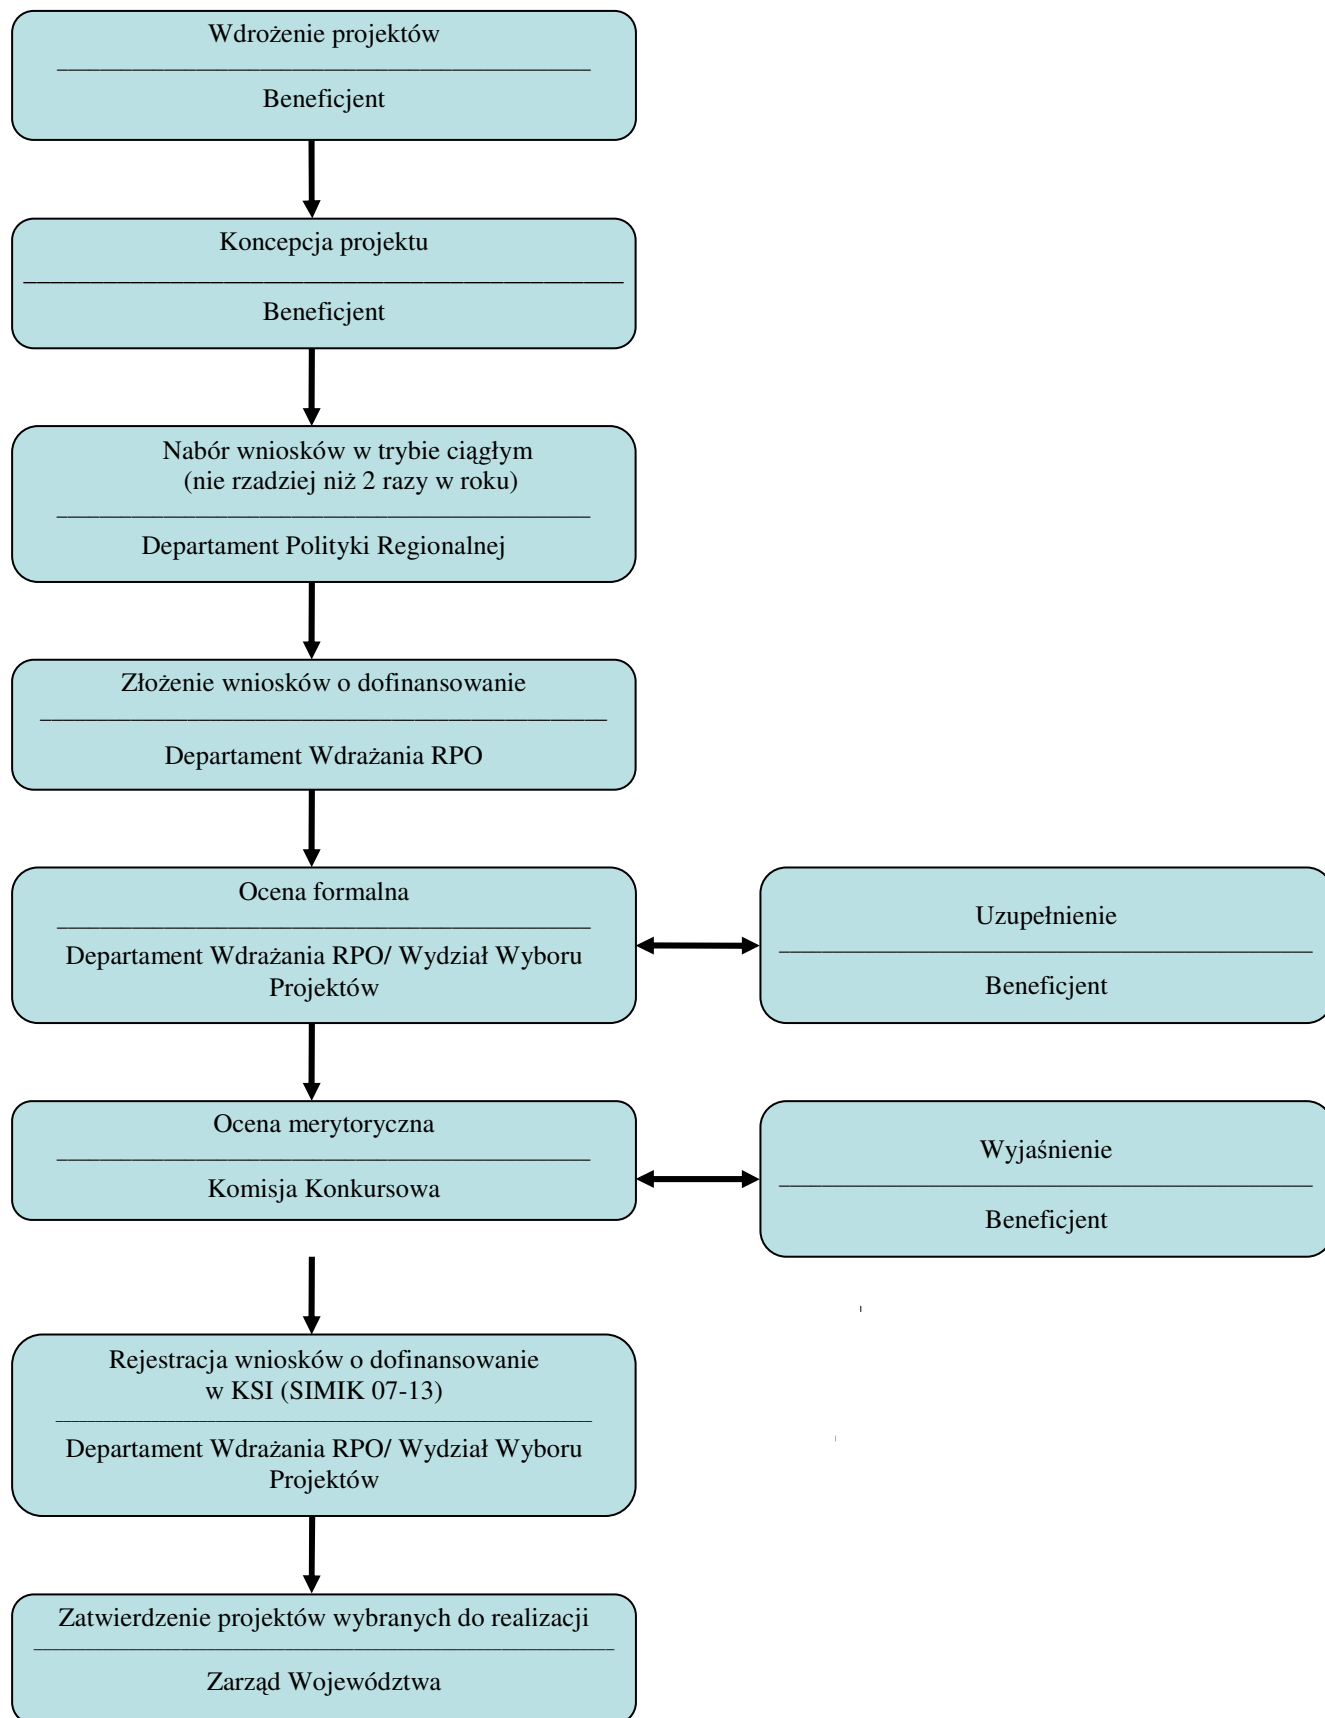 Wdrożenie projektów
Beneficjent
Koncepcja projektu
Beneficjent
Nabór wniosków w trybie ciągłym
(nie rzadziej niż 2 razy w roku)
Departament Polityki Regionalnej
Złożenie wniosków o dofinansowanie
Departament Wdrażania RPO
Ocena formalna
Departament Wdrażania RPO/ Wydział Wyboru
Projektów
Uzupełnienie
Beneficjent
Ocena merytoryczna
Komisja Konkursowa
Wyjaśnienie
Beneficjent
Rejestracja wniosków o dofinansowanie
w KSI (SIMIK 07-13)
Departament Wdrażania RPO/ Wydział Wyboru
Projektów
Zatwierdzenie projektów wybranych do realizacji
Zarząd Województwa